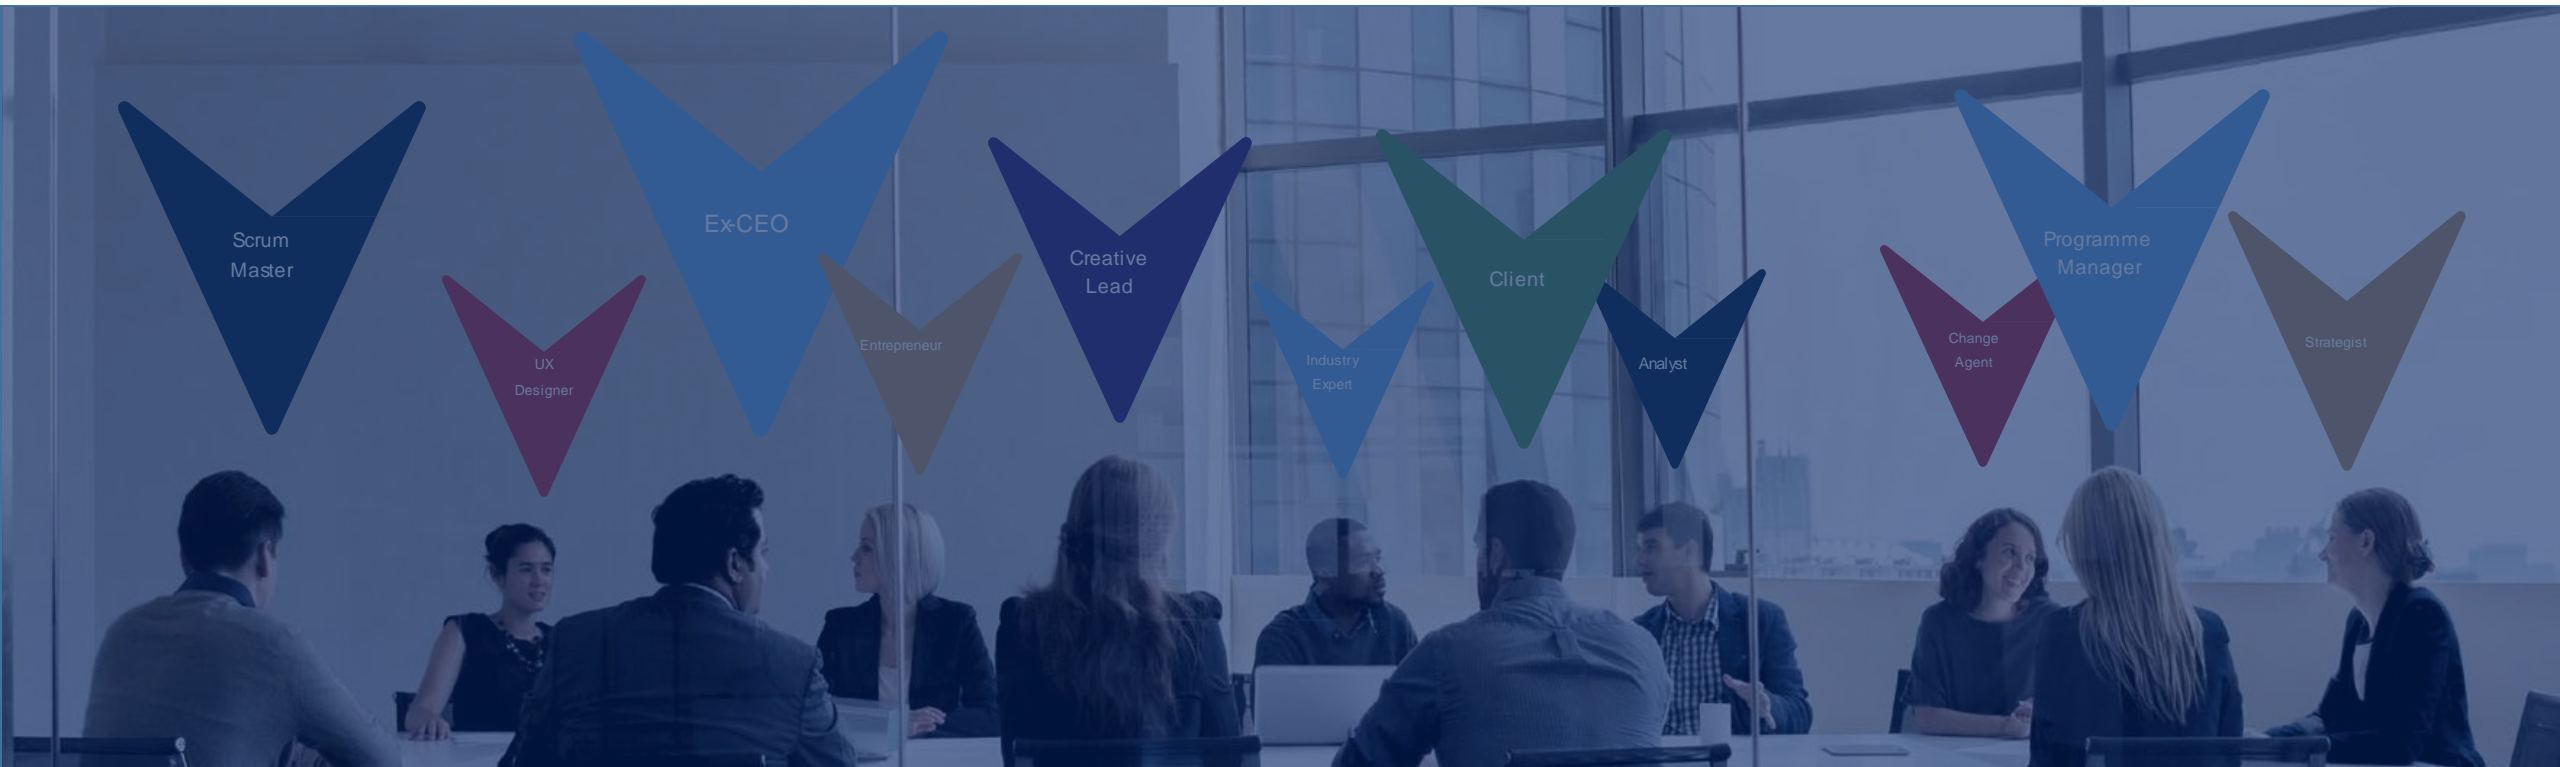 Scrum
Master
UX
Designer
Ex-CEO
Entrepreneur
Creative
Lead
Industry
Expert
Client
Analyst
Change
Agent
Programme
Manager
Strategist